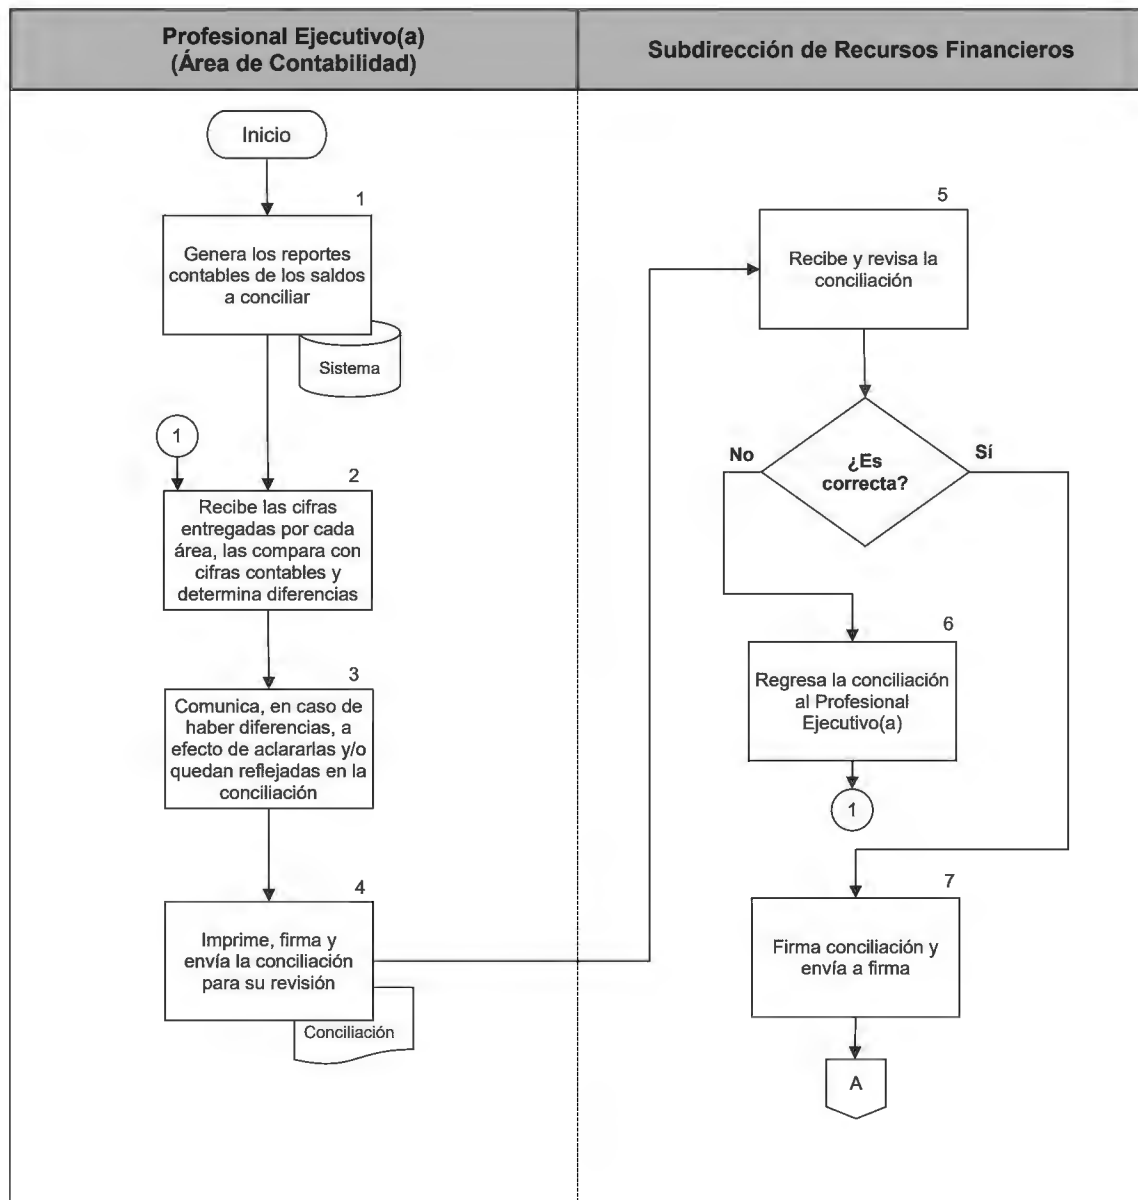 Profesional Ejecutivo(a)
(Área de Contabilidad)
Subdirección de Recursos Financieros
Inicio
1
Genera los reportes
contables de los saldos
a conciliar
Sistema
1
2
Recibe las cifras
entregadas por cada
área, las compara con
cifras contables y
determina diferencias
3
Comunica, en caso de
haber diferencias, a
efecto de aclararlas y/o
quedan reflejadas en la
conciliación
4
Imprime, firma y
envía la conciliación
para su revisión
Conciliación
5
Recibe y revisa la
conciliación
No
¿Es
correcta?
Sí
6
Regresa la conciliación
al Profesional
Ejecutivo(a)
1
7
Firma conciliación y
envía a firma
A